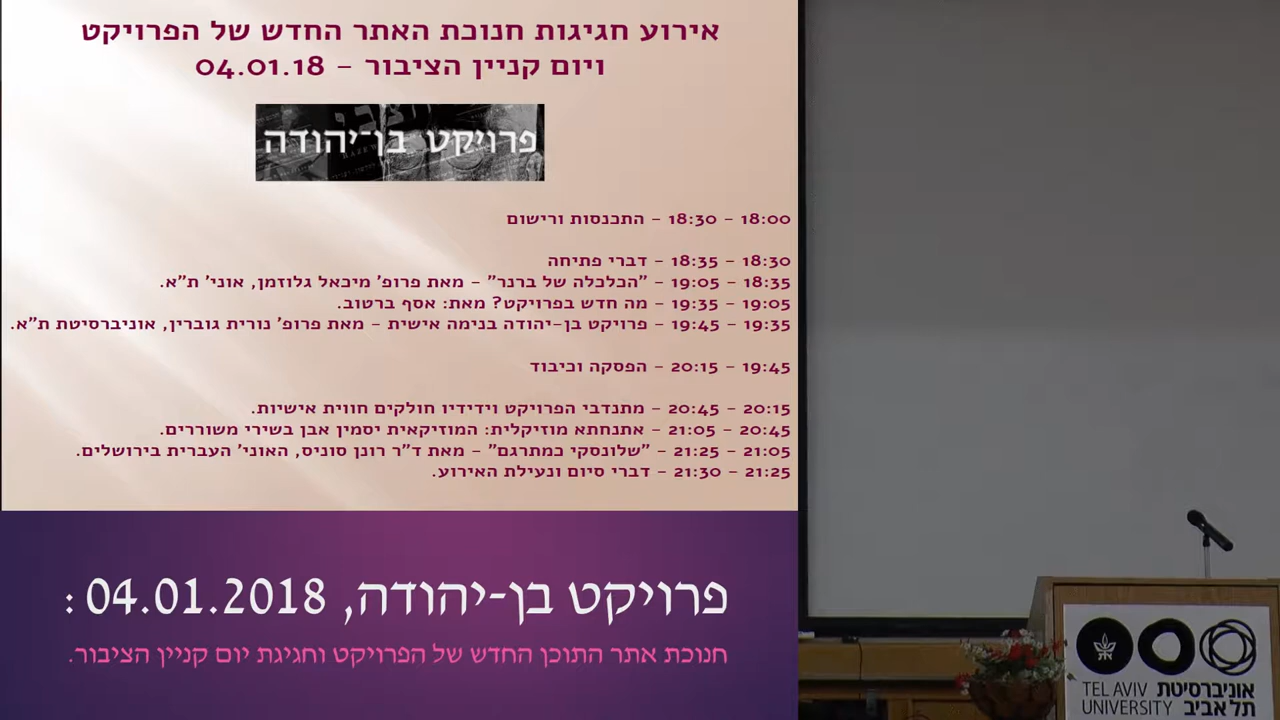 אירוע חגיגות חנוכת האתר החדש של הפרויקט
ויום קניין הציבור – 04.01.18
פרויקט בן־יהודה
18:00 – 18:30 – התכנסות ורישום
18:30 – 18:35 – דברי פתיחה
18:35 – 19:05 – "הכלכלה של ברנר" – מאת פרופ' מיכאל גלוזמן, אוני' ת"א.
19:05 – 19:35 – מה חדש בפרויקט? מאת: אסף ברטוב.
19:35 – 19:45 – פרויקט בן-יהודה בנימה אישית – מאת פרופ' נורית גוברין, אוניברסיטת ת"א.
19:45 – 20:15 – הפסקה וכיבוד
20:15 – 20:45 – מתנדבי הפרויקט וידידיו חולקים חווית אישיות.
20:45 – 21:05 – אתנחתא מוזיקלית: המוזיקאית יסמין אבן בשירי משוררים.
21:05 – 21:25 – "שלונסקי כמתרגם" – מאת ד"ר רונן סוניס, האוני' העברית בירושלים.
21:25 – 21:30 – דברי סיום ונעילת האירוע.
פרויקט בן-יהודה, 04.01.2018 :
חנוכת אתר התוכן החדש של הפרויקט וחגיגת יום קניין הציבור.
TEL AVIV אוניברסיטת
UNIVERSITY תל אביב